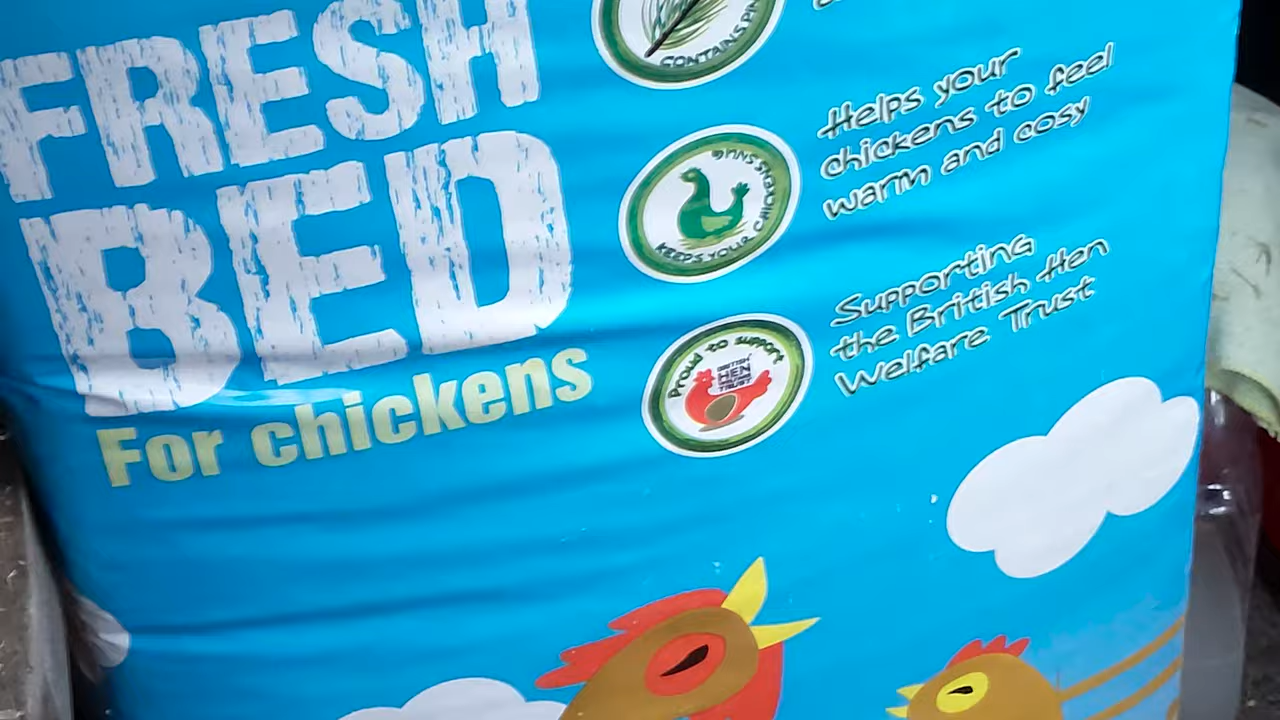 FRESH
BED
For chickens
CONTAINS
Helps your
chickens to feel
warm and cosy
KEEPS YOUR CHICKENS SNUG
Supporting
the British Hen
Welfare Trust
Proud to support
BRITISH
HEN
WELFARE
TRUST